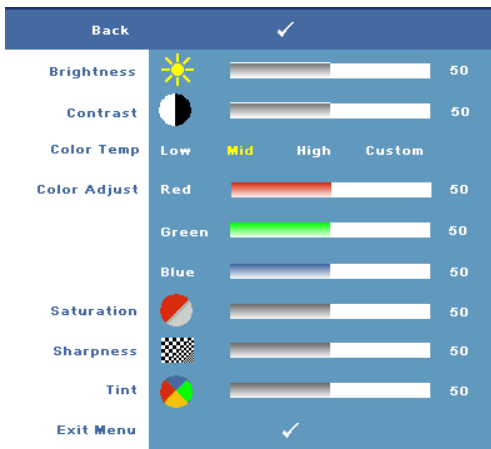 Back
Brightness 50
Contrast 50
Color Temp Low Mid High Custom
Color Adjust Red 50
Green 50
Blue 50
Saturation 50
Sharpness 50
Tint 50
Exit Menu